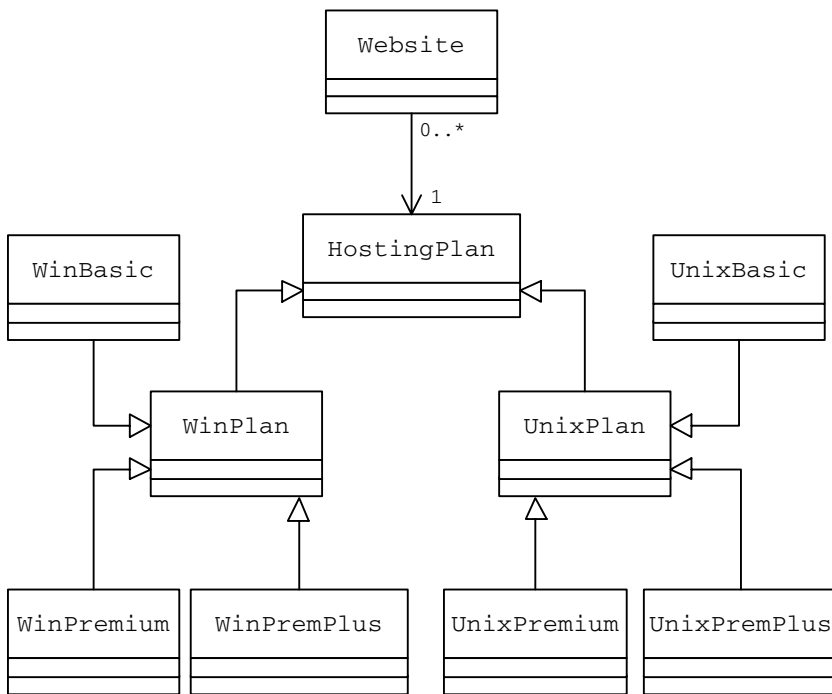 Website
0..*
1
HostingPlan
WinBasic
UnixBasic
WinPlan
UnixPlan
WinPremium
WinPremPlus
UnixPremium
UnixPremPlus